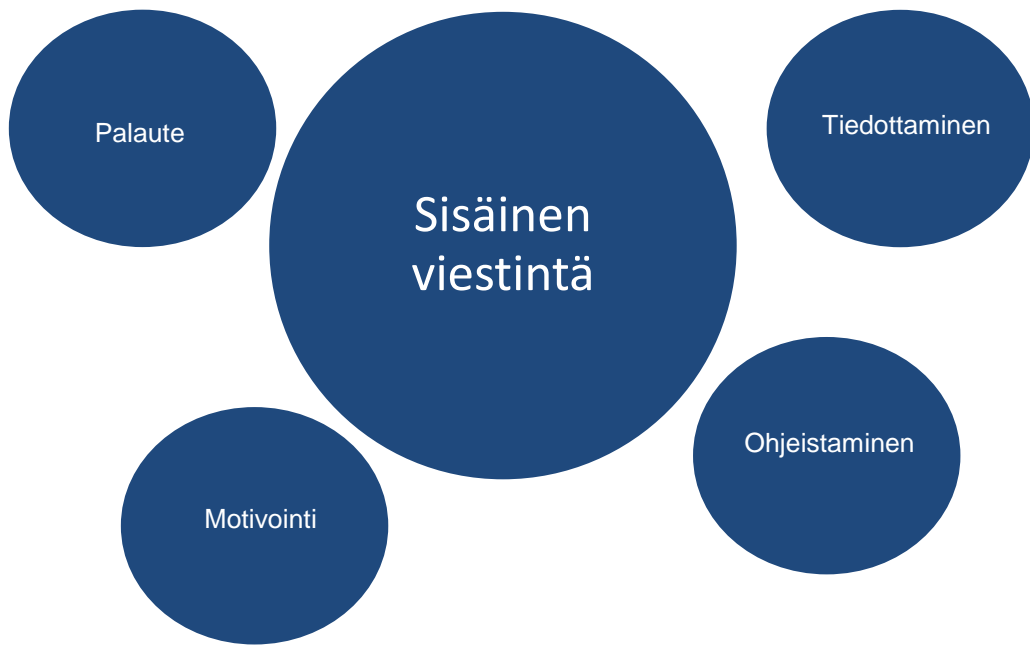 Palaute
Tiedottaminen
Sisäinen
viestintä
Ohjeistaminen
Motivointi